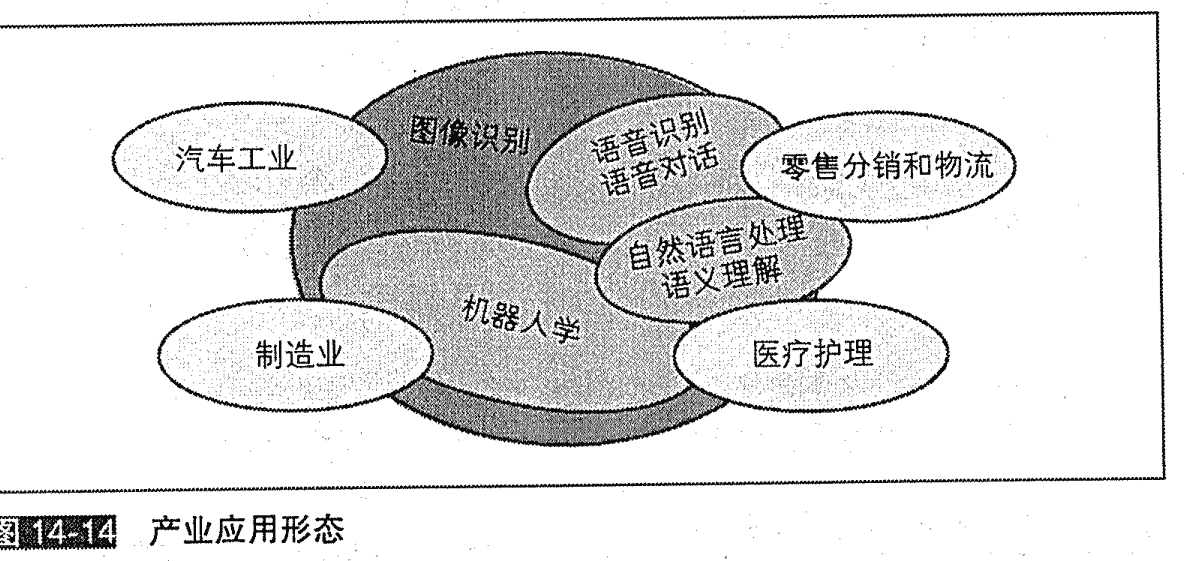 图像识别
语音识别
语音对话
汽车工业
零售分销和物流
自然语言处理
语义理解
机器人学
制造业
医疗护理
图 14-14 产业应用形态